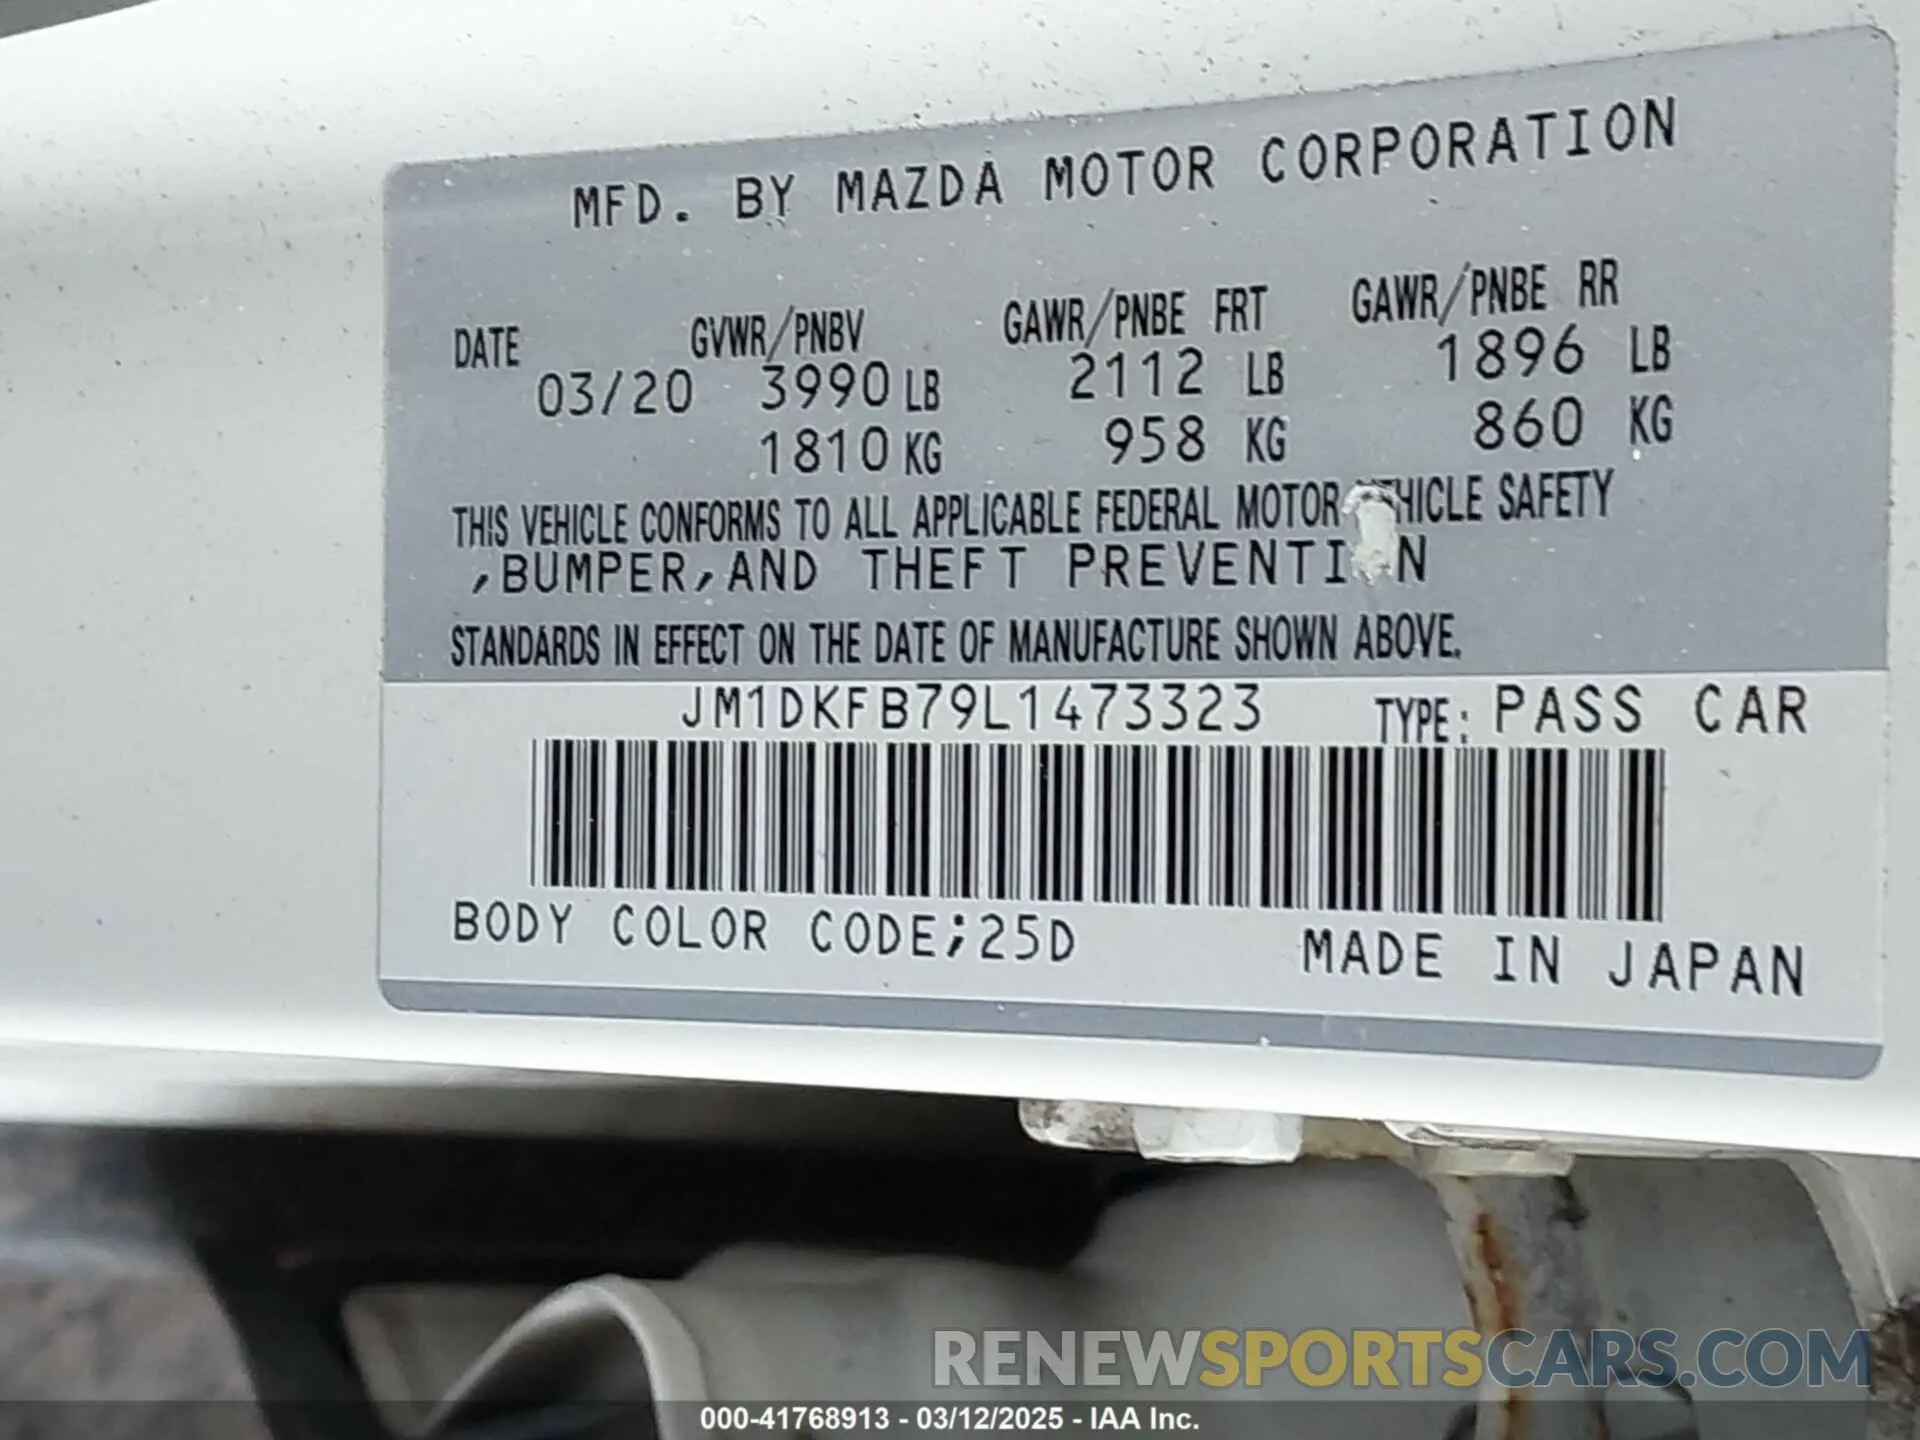 MFD. BY MAZDA MOTOR CORPORATION
DATE GVWR/PNBV GAWR/PNBE FRT GAWR/PNBE RR
03/20 3990 LB 2112 LB 1896 LB
1810 KG 958 KG 860 KG
THIS VEHICLE CONFORMS TO ALL APPLICABLE FEDERAL MOTOR VEHICLE SAFETY
,BUMPER,AND THEFT PREVENTION
STANDARDS IN EFFECT ON THE DATE OF MANUFACTURE SHOWN ABOVE.
JM1DKFB79L1473323 TYPE: PASS CAR
BODY COLOR CODE;25D MADE IN JAPAN
RENEWSPORTSCARS.COM
000-41768913 - 03/12/2025 - IAA Inc.